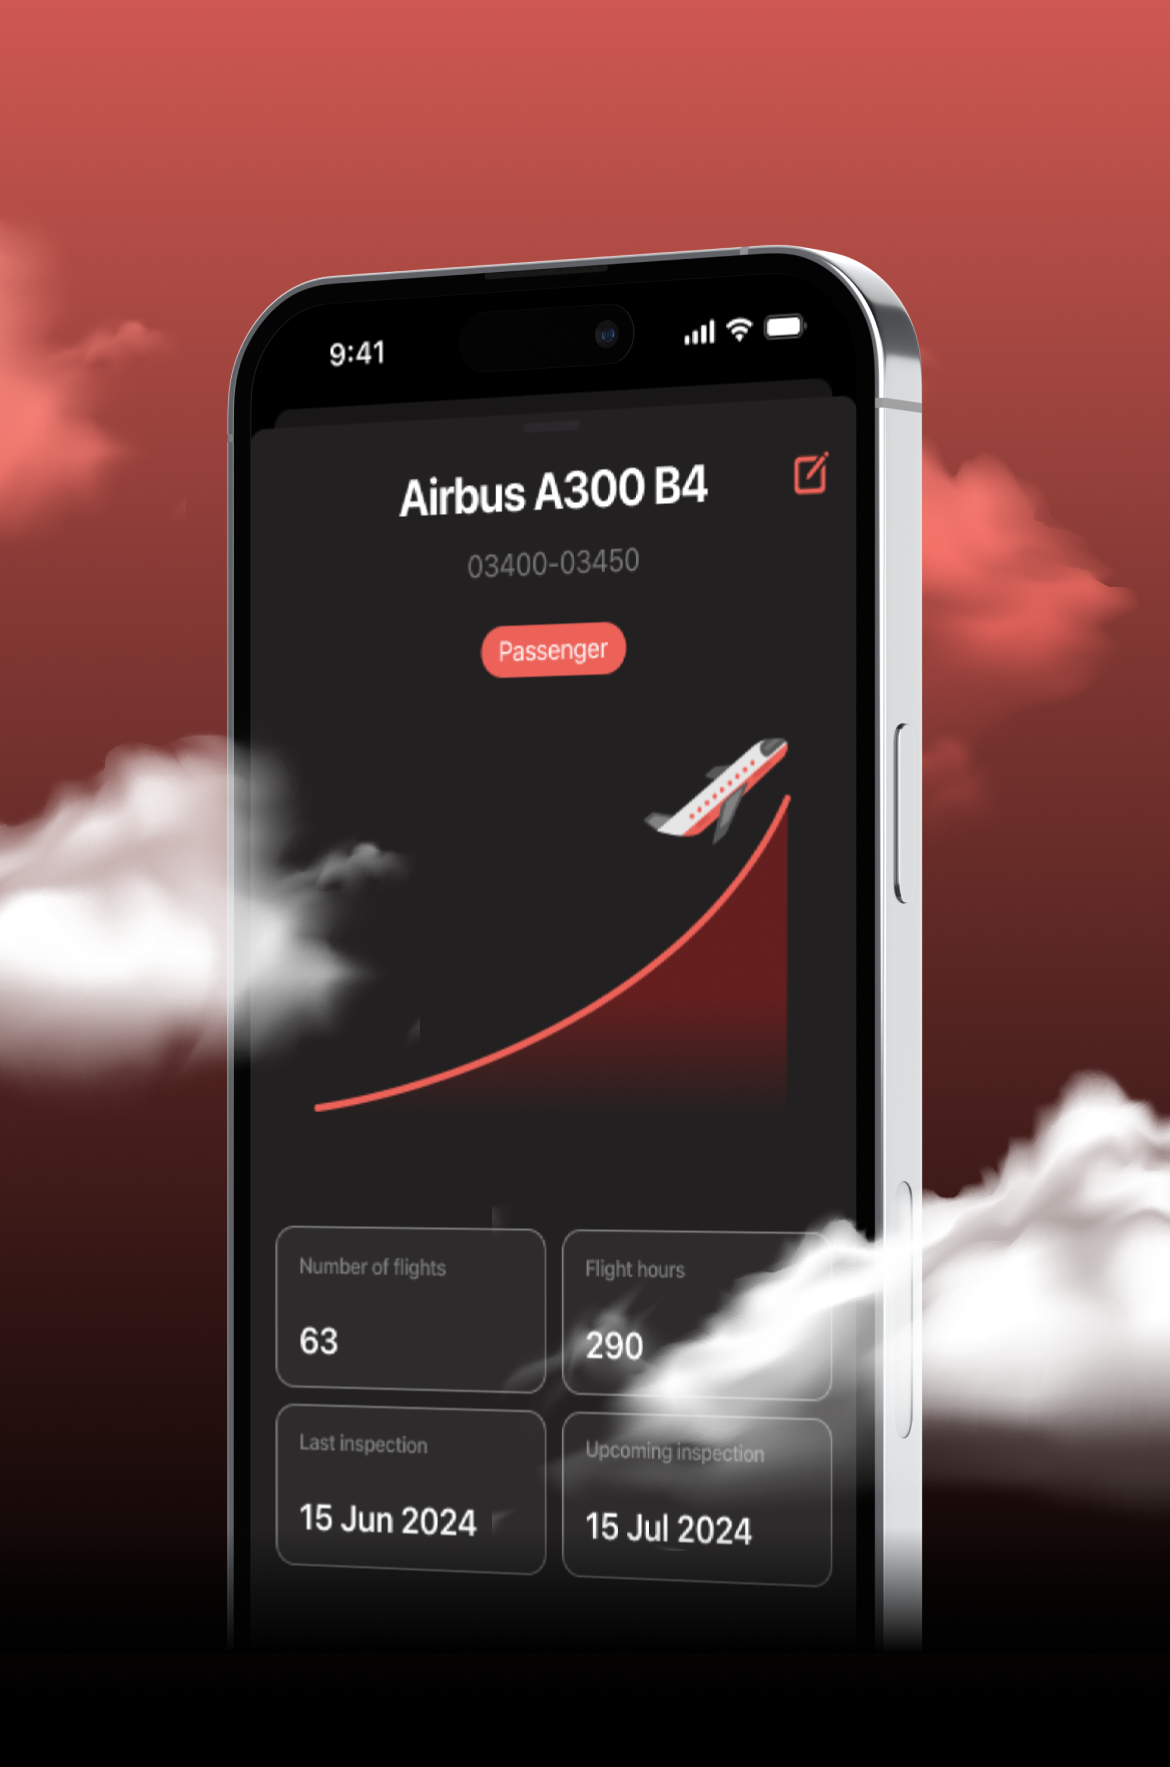 9:41
Airbus A300 B4
03400-03450
Passenger
Number of flights
63
Flight hours
290
Last inspection
15 Jun 2024
Upcoming inspection
15 Jul 2024